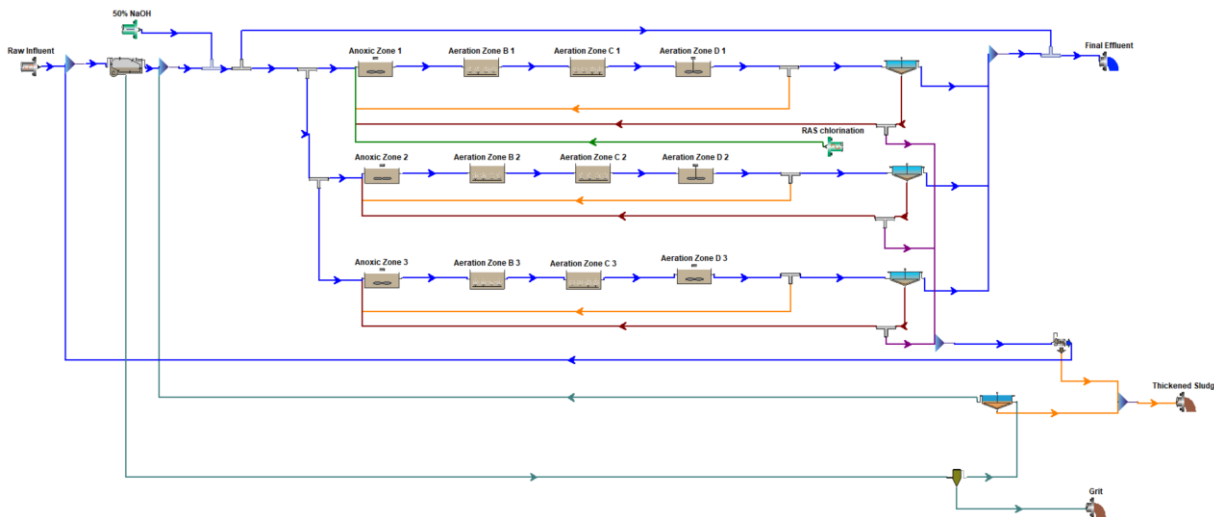 50% NaOH
Raw Influent
Anoxic Zone 1
Aeration Zone B 1
Aeration Zone C 1
Aeration Zone D 1
Final Effluent
RAS chlorination
Anoxic Zone 2
Aeration Zone B 2
Aeration Zone C 2
Aeration Zone D 2
Anoxic Zone 3
Aeration Zone B 3
Aeration Zone C 3
Aeration Zone D 3
Thickened Sludg
Grit